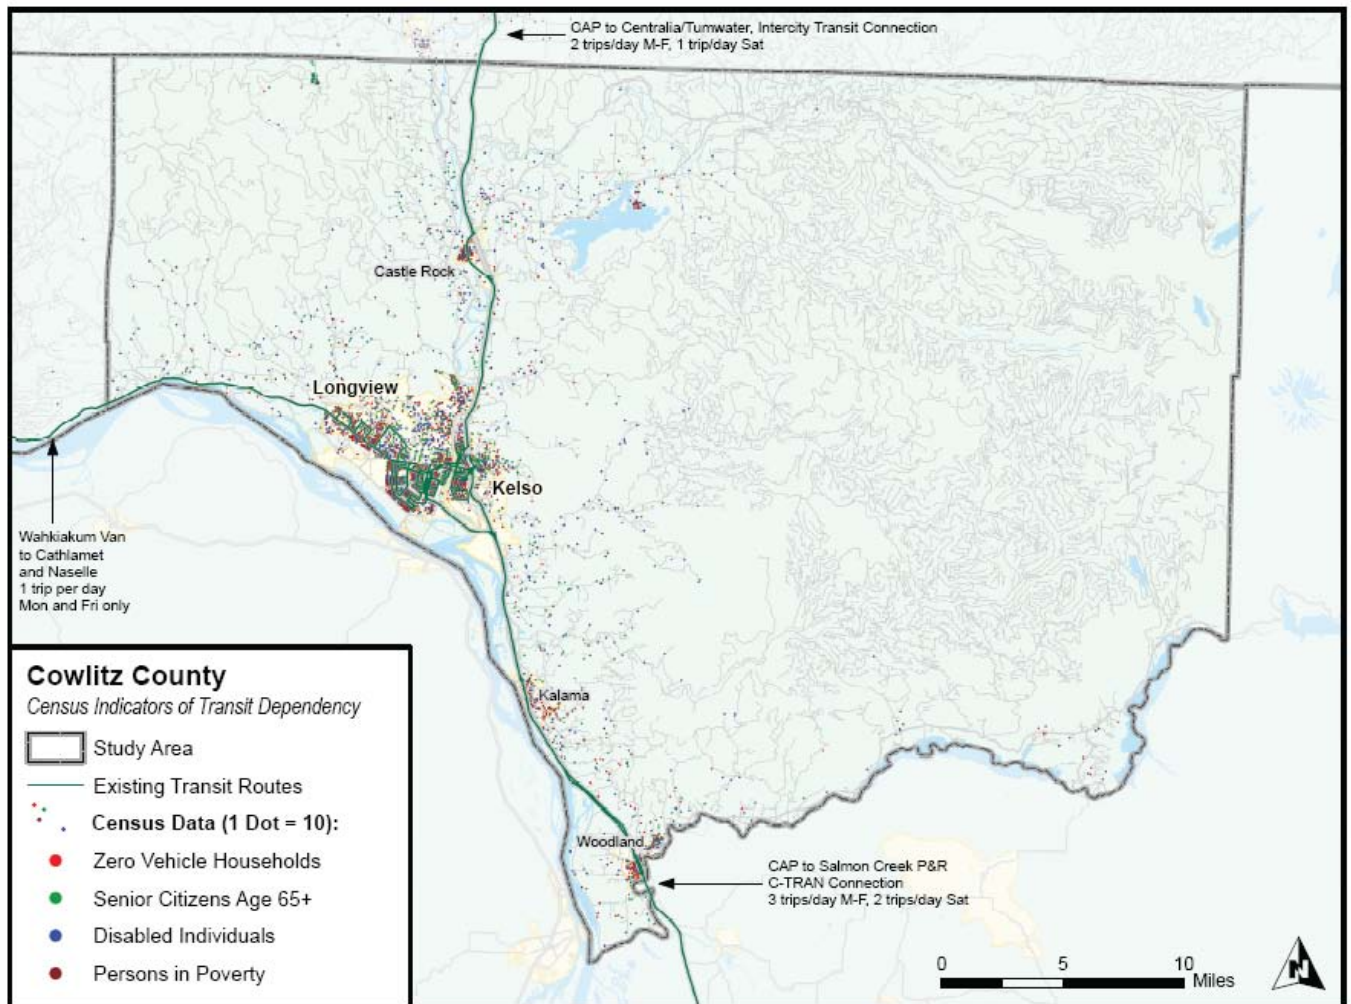 CAP to Centralia/Tumwater, Intercity Transit Connection
2 trips/day M-F, 1 trip/day Sat
Castle Rock
Longview
Kelso
Wahkiakum Van
to Cathlamet
and Naselle
1 trip per day
Mon and Fri only
Kalama
Woodland
CAP to Salmon Creek P&R
C-TRAN Connection
3 trips/day M-F, 2 trips/day Sat
Cowlitz County
Census Indicators of Transit Dependency
Study Area
Existing Transit Routes
Census Data (1 Dot = 10):
Zero Vehicle Households
Senior Citizens Age 65+
Disabled Individuals
Persons in Poverty
0 5 10
Miles
N